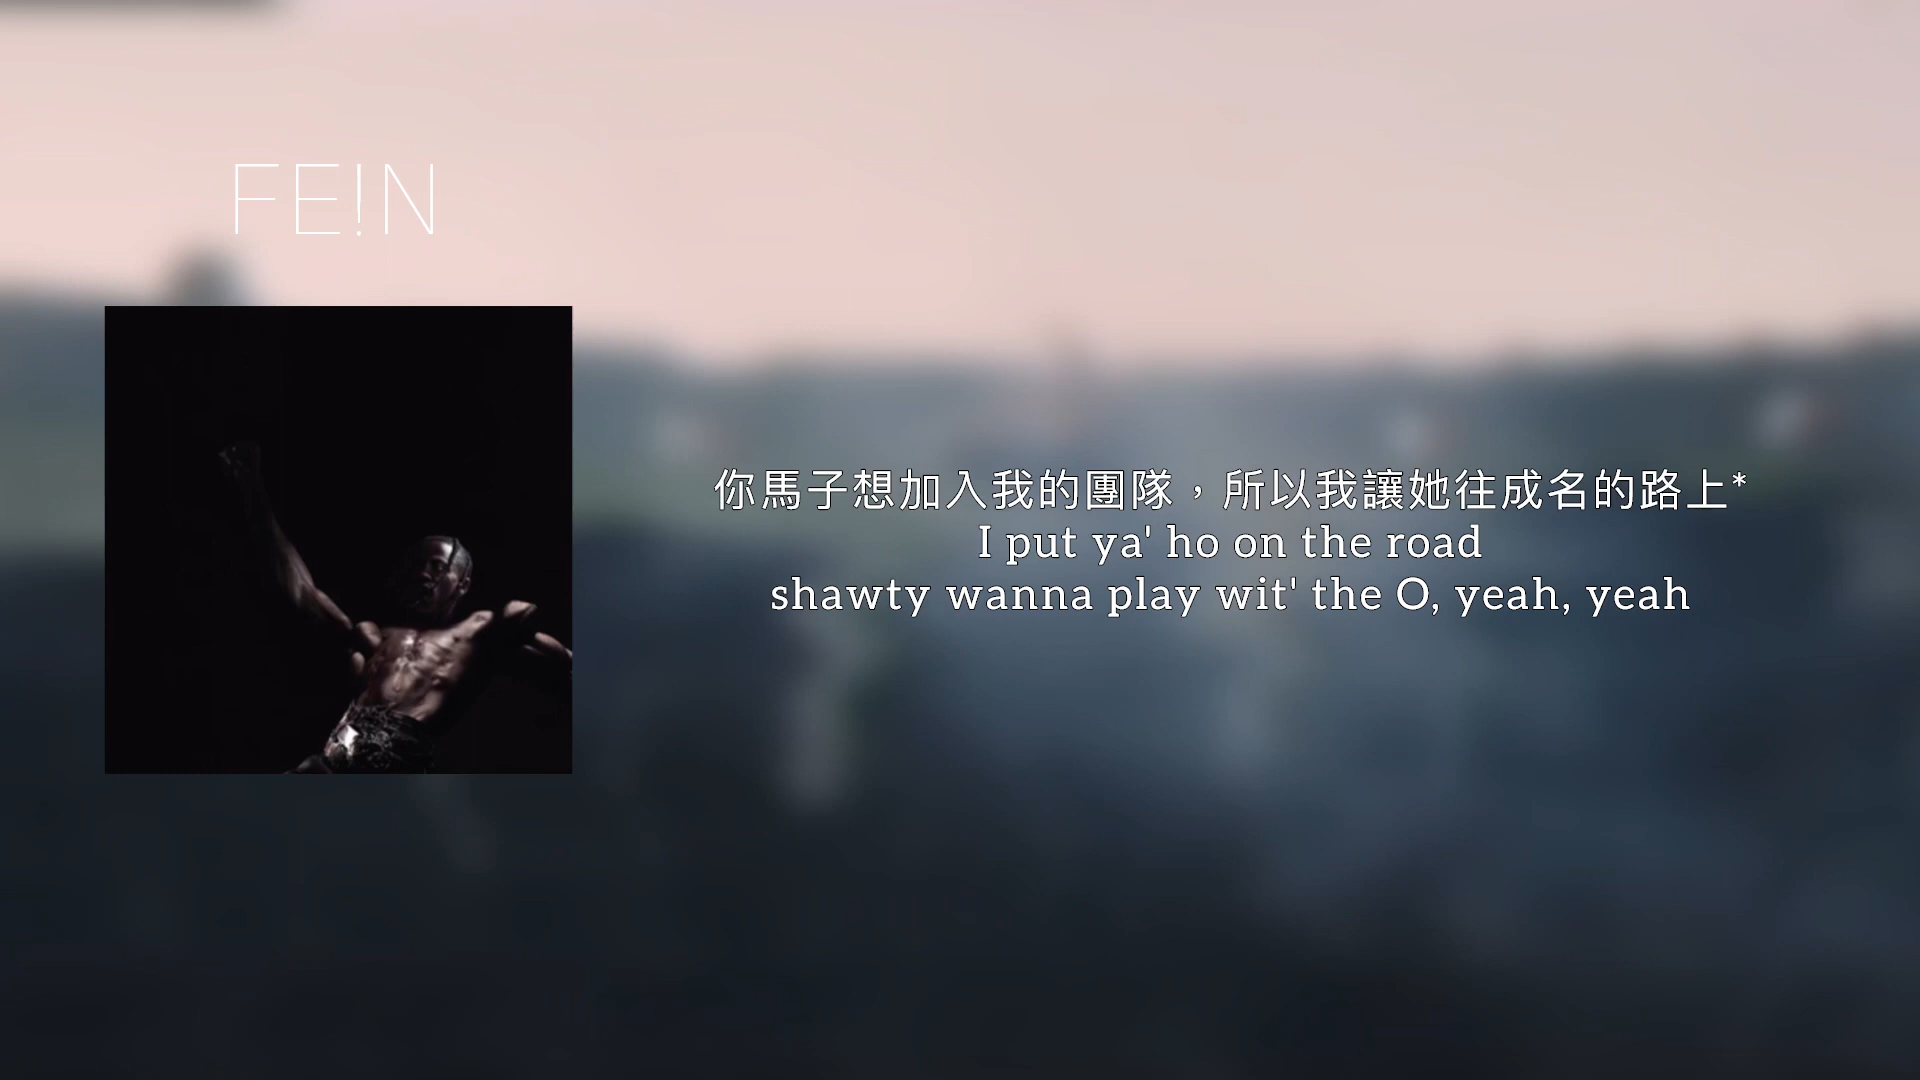 FE!N
你馬子想加入我的團隊，所以我讓她往成名的路上*
I put ya' ho on the road
shawty wanna play wit' the O, yeah, yeah